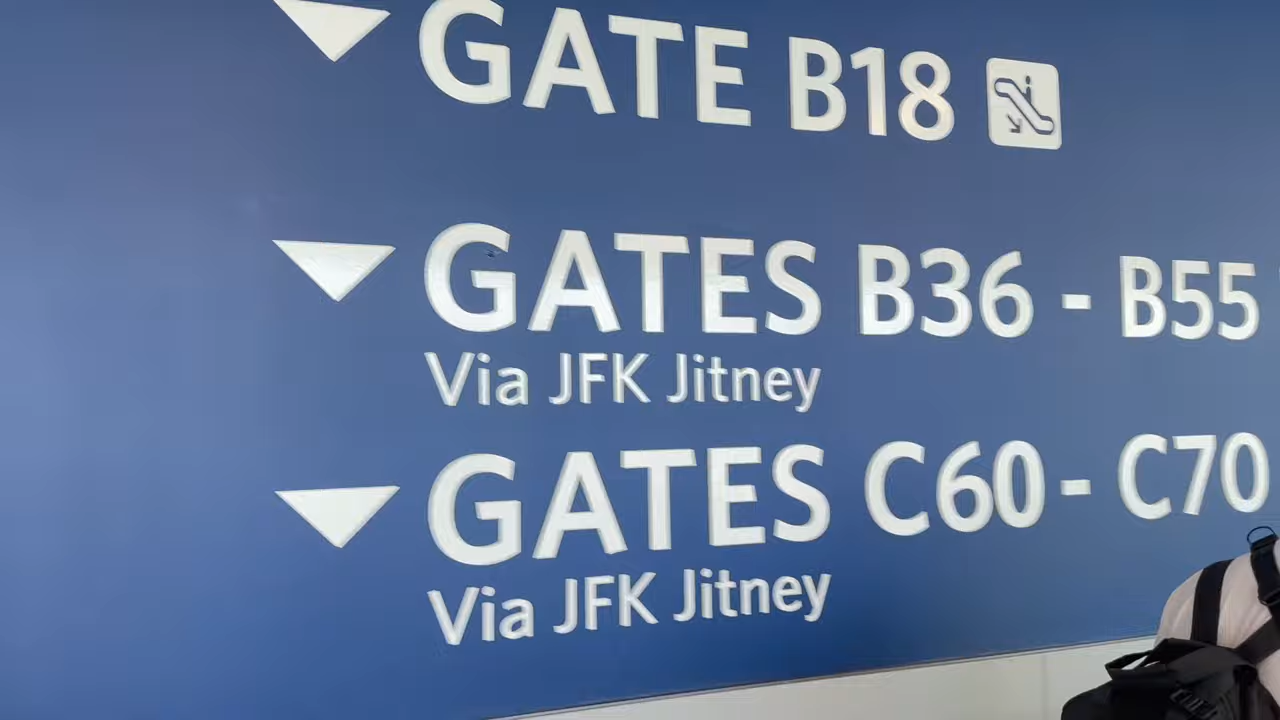 GATE B18
GATES B36 - B55
Via JFK Jitney
GATES C60 - C70
Via JFK Jitney